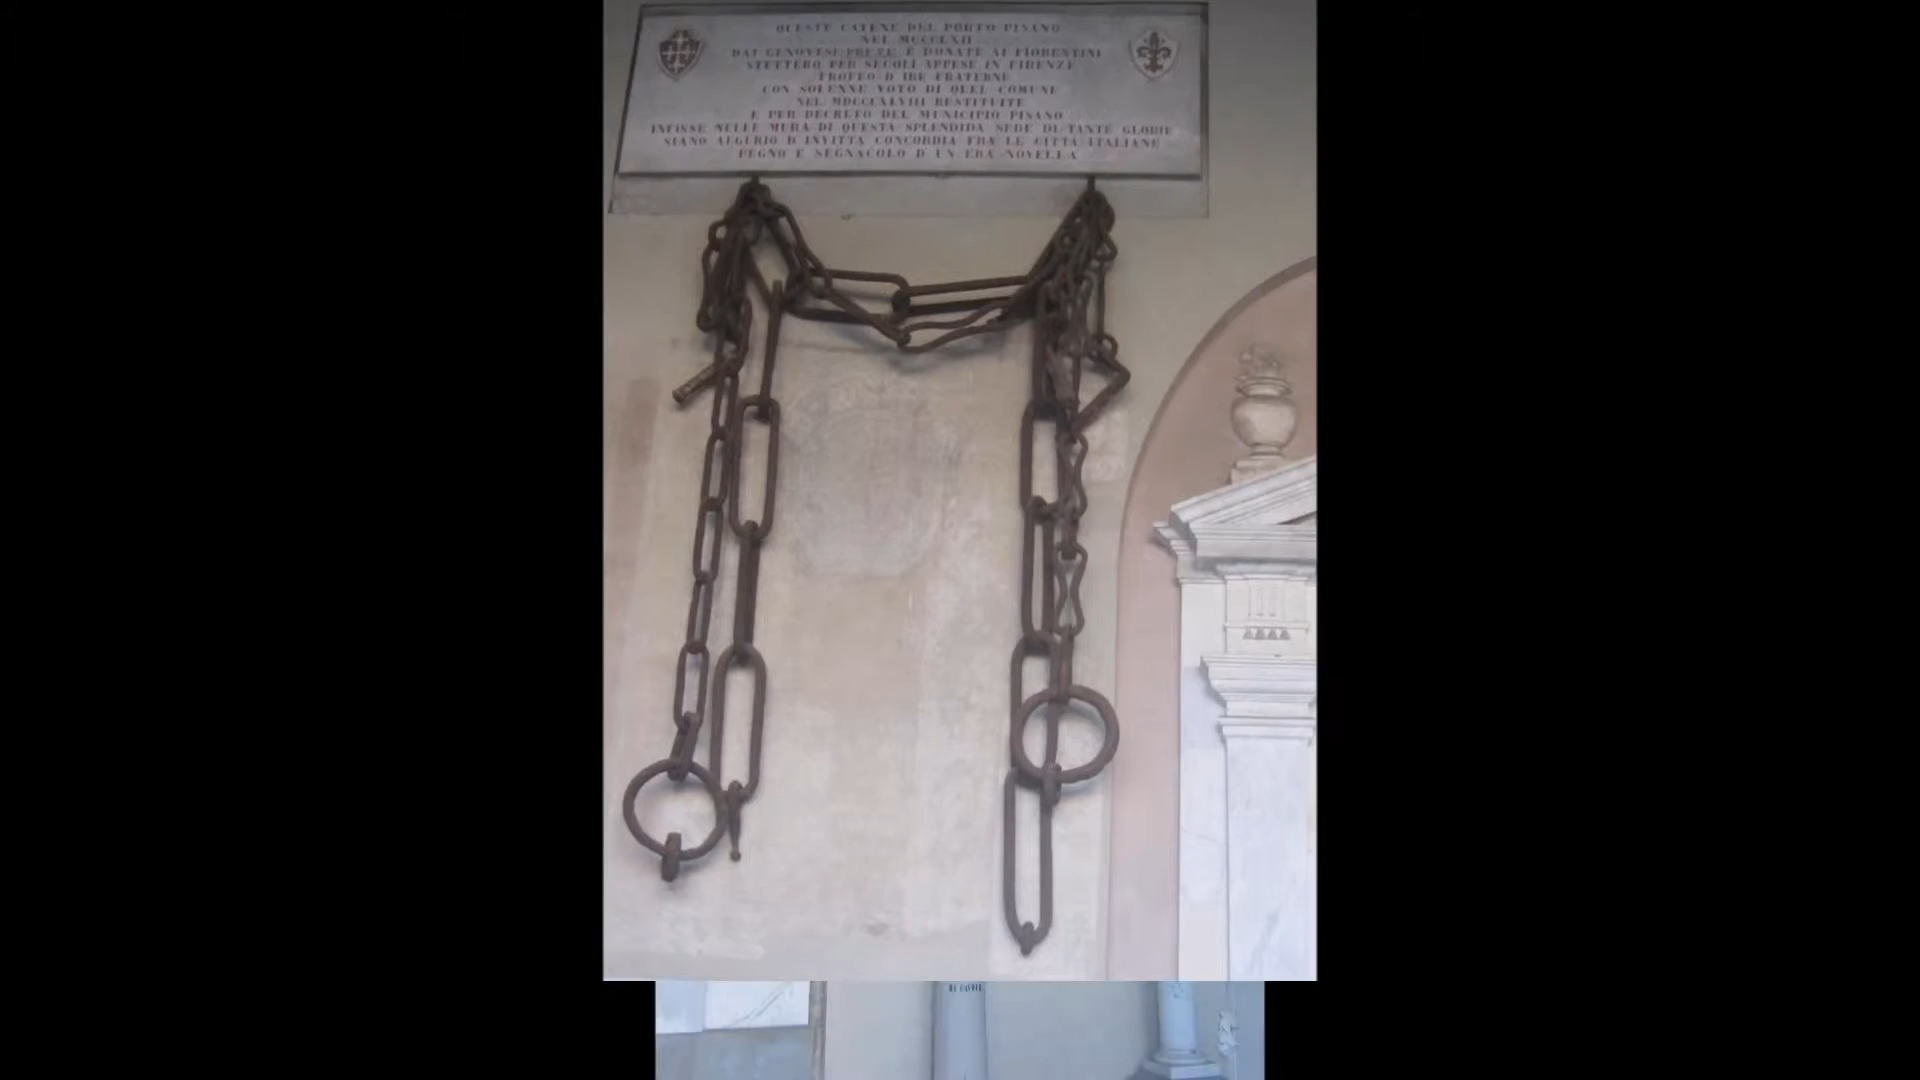 QUESTE CATENE DEL PORTO PISANO
NEL MCCCLXII
DAI GENOVESI PRESE E DONATE AI FIORENTINI
STETTERO PER SECOLI APPESE IN FIRENZE
TROFEO D IRE FRATERNE
CON SOLENNE VOTO DI QUEL COMUNE
NEL MDCCCXLVIII RESTITUITE
E PER DECRETO DEL MUNICIPIO PISANO
INFISSE NELLE MURA DI QUESTA SPLENDIDA SEDE DI TANTE GLORIE
SIANO AUGURIO D INVITTA CONCORDIA FRA LE CITTÀ ITALIANE
PEGNO E SEGNACOLO D UN ERA NOVELLA